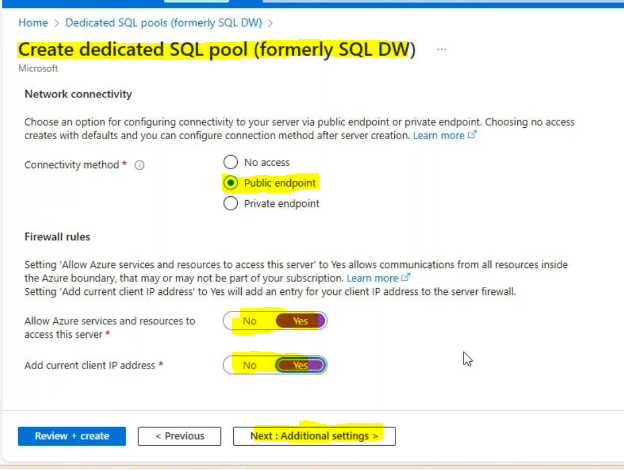 Home > Dedicated SQL pools (formerly SQL DW) >
Create dedicated SQL pool (formerly SQL DW) ...
Microsoft
Network connectivity
Choose an option for configuring connectivity to your server via public endpoint or private endpoint. Choosing no access
creates with defaults and you can configure connection method after server creation. Learn more
Connectivity method *
No access
Public endpoint
Private endpoint
Firewall rules
Setting 'Allow Azure services and resources to access this server' to Yes allows communications from all resources inside
the Azure boundary, that may or may not be part of your subscription. Learn more
Setting 'Add current client IP address' to Yes will add an entry for your client IP address to the server firewall.
Allow Azure services and resources to
access this server *
No Yes
Add current client IP address *
No Yes
Review + create
< Previous
Next : Additional settings >